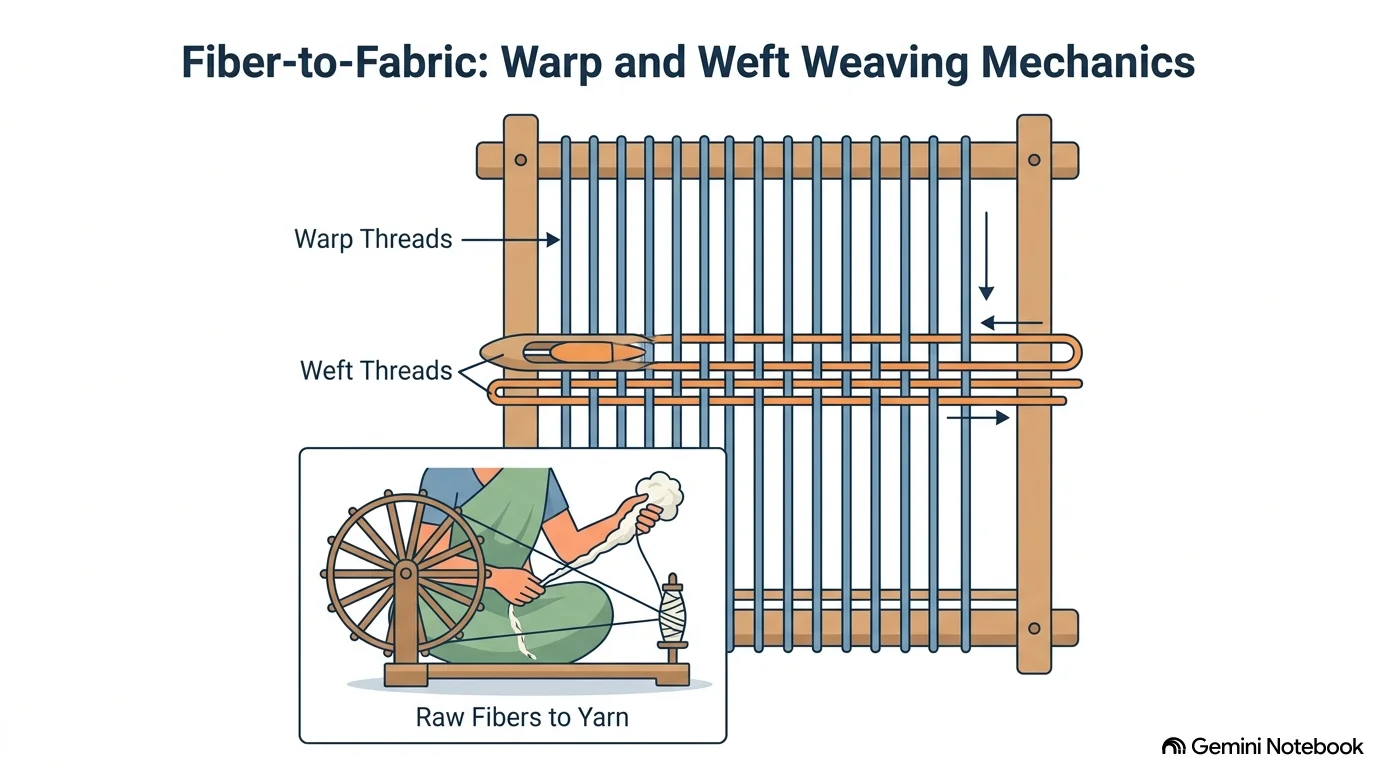 Fiber-to-Fabric: Warp and Weft Weaving Mechanics
Warp Threads
Weft Threads
Raw Fibers to Yarn
Gemini Notebook